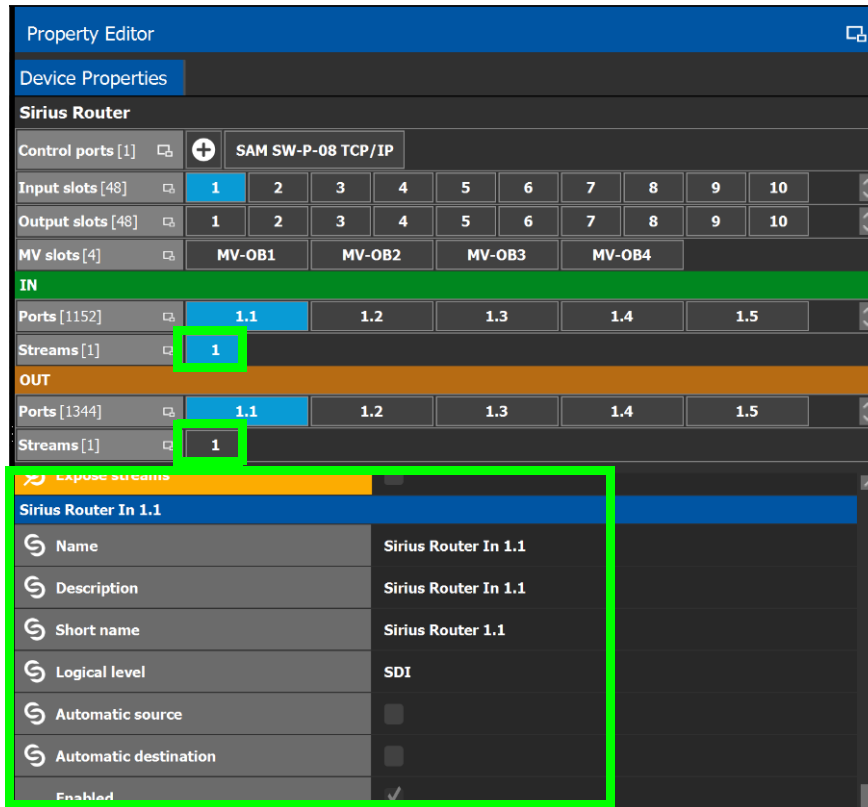 Property Editor
Device Properties
Sirius Router
Control ports [1] SAM SW-P-08 TCP/IP
Input slots [48] 1 2 3 4 5 6 7 8 9 10
Output slots [48] 1 2 3 4 5 6 7 8 9 10
MV slots [4] MV-OB1 MV-OB2 MV-OB3 MV-OB4
IN
Ports [1152] 1.1 1.2 1.3 1.4 1.5
Streams [1] 1
OUT
Ports [1344] 1.1 1.2 1.3 1.4 1.5
Streams [1] 1
Expose streams
Sirius Router In 1.1
Name Sirius Router In 1.1
Description Sirius Router In 1.1
Short name Sirius Router 1.1
Logical level SDI
Automatic source
Automatic destination
Enabled